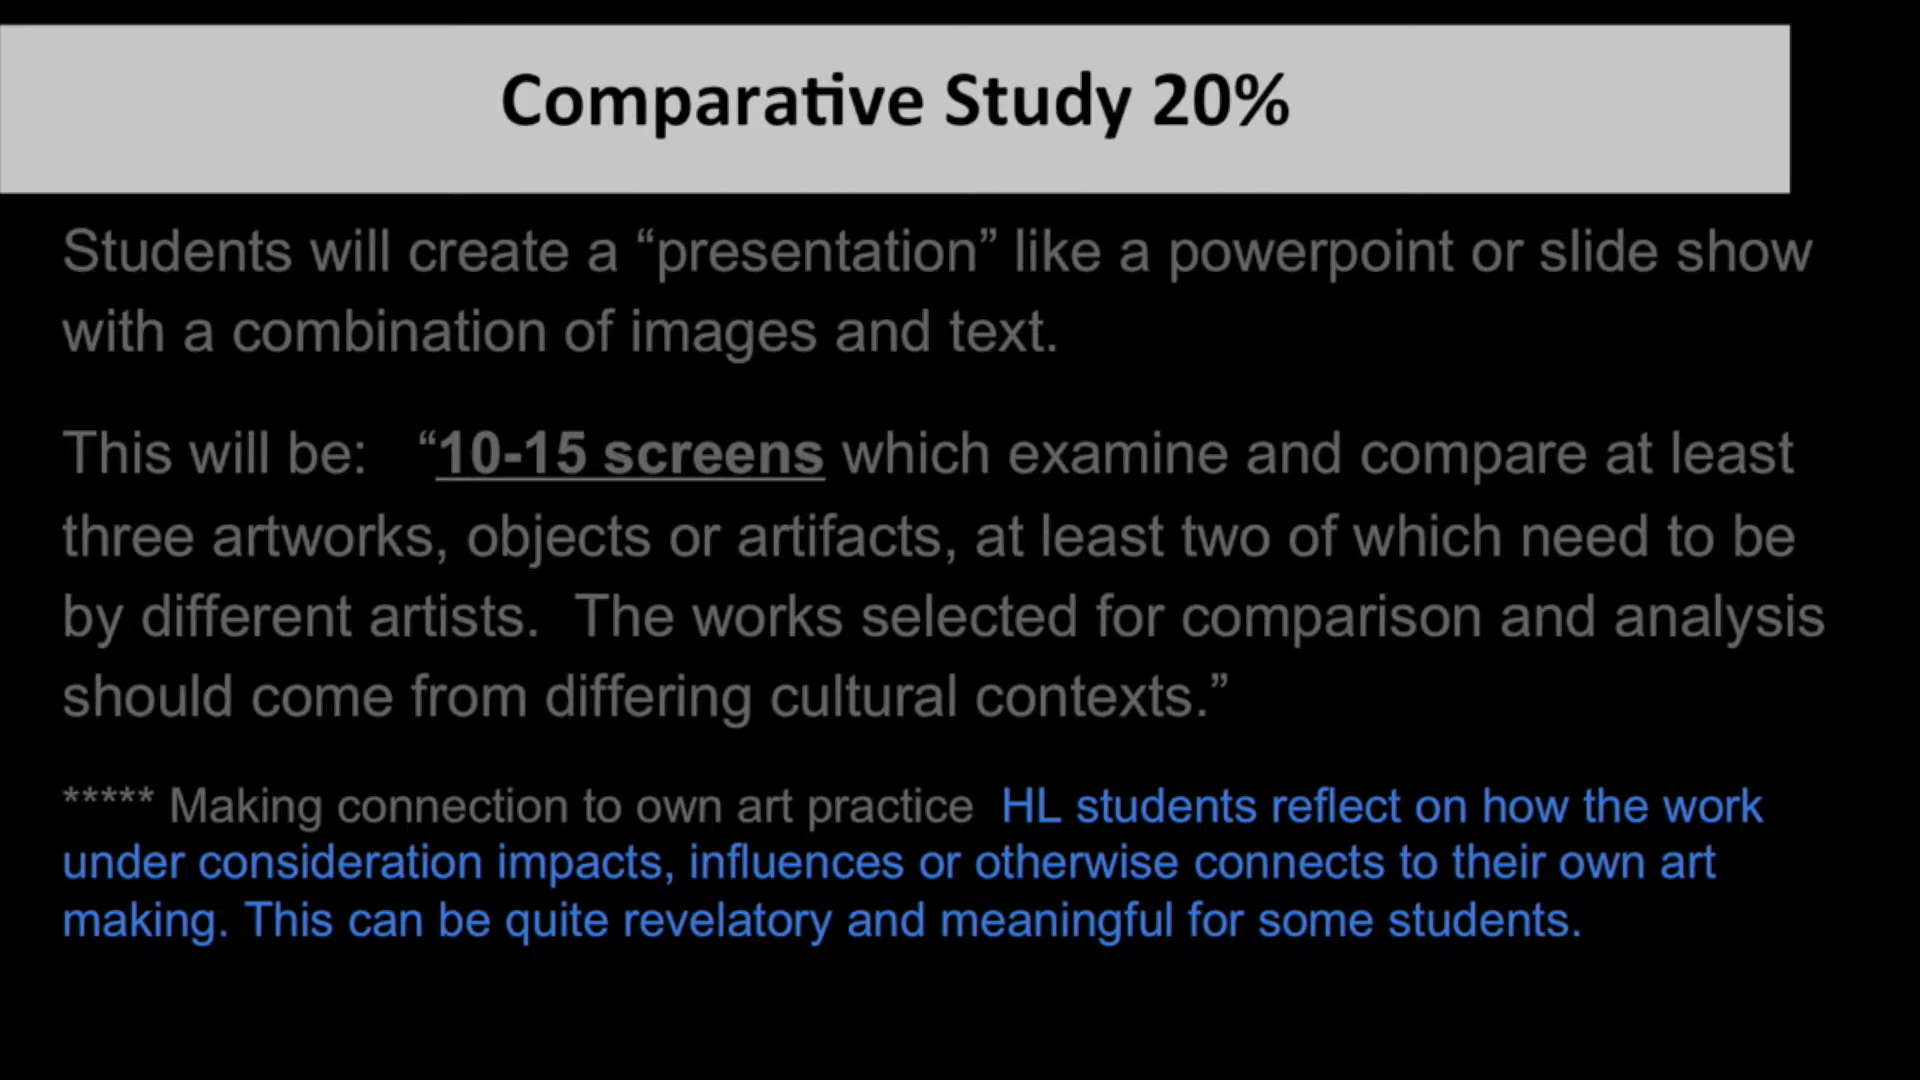 Comparative Study 20%
Students will create a “presentation” like a powerpoint or slide show
with a combination of images and text.
This will be: “10-15 screens which examine and compare at least
three artworks, objects or artifacts, at least two of which need to be
by different artists. The works selected for comparison and analysis
should come from differing cultural contexts.”
***** Making connection to own art practice HL students reflect on how the work
under consideration impacts, influences or otherwise connects to their own art
making. This can be quite revelatory and meaningful for some students.